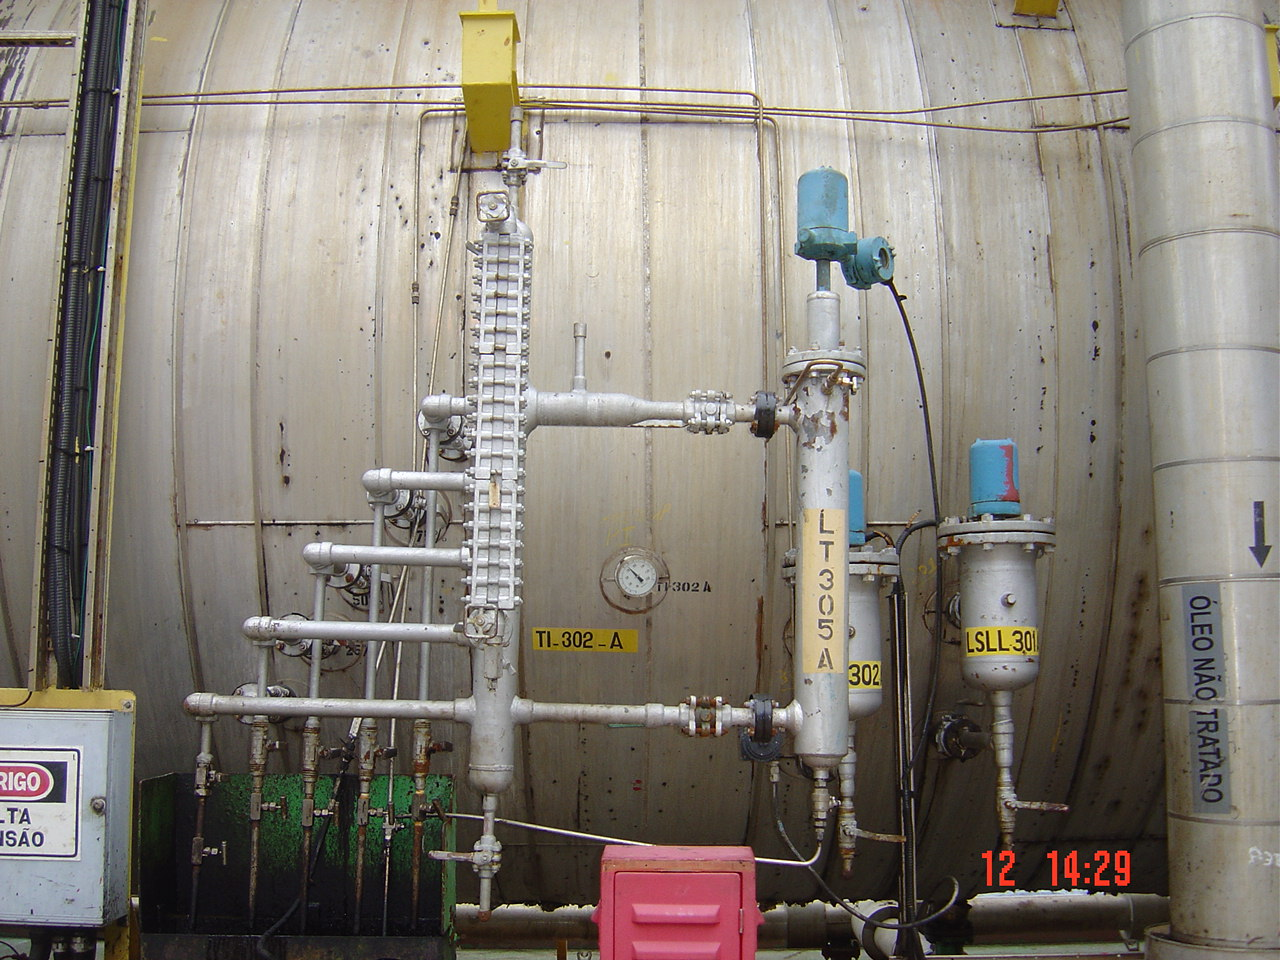 TI-302 A
TI-302-A
LT305A
302
LSLL-301
ÓLEO NÃO TRATADO
RIGO
LTA
NSÃO
12 14:29